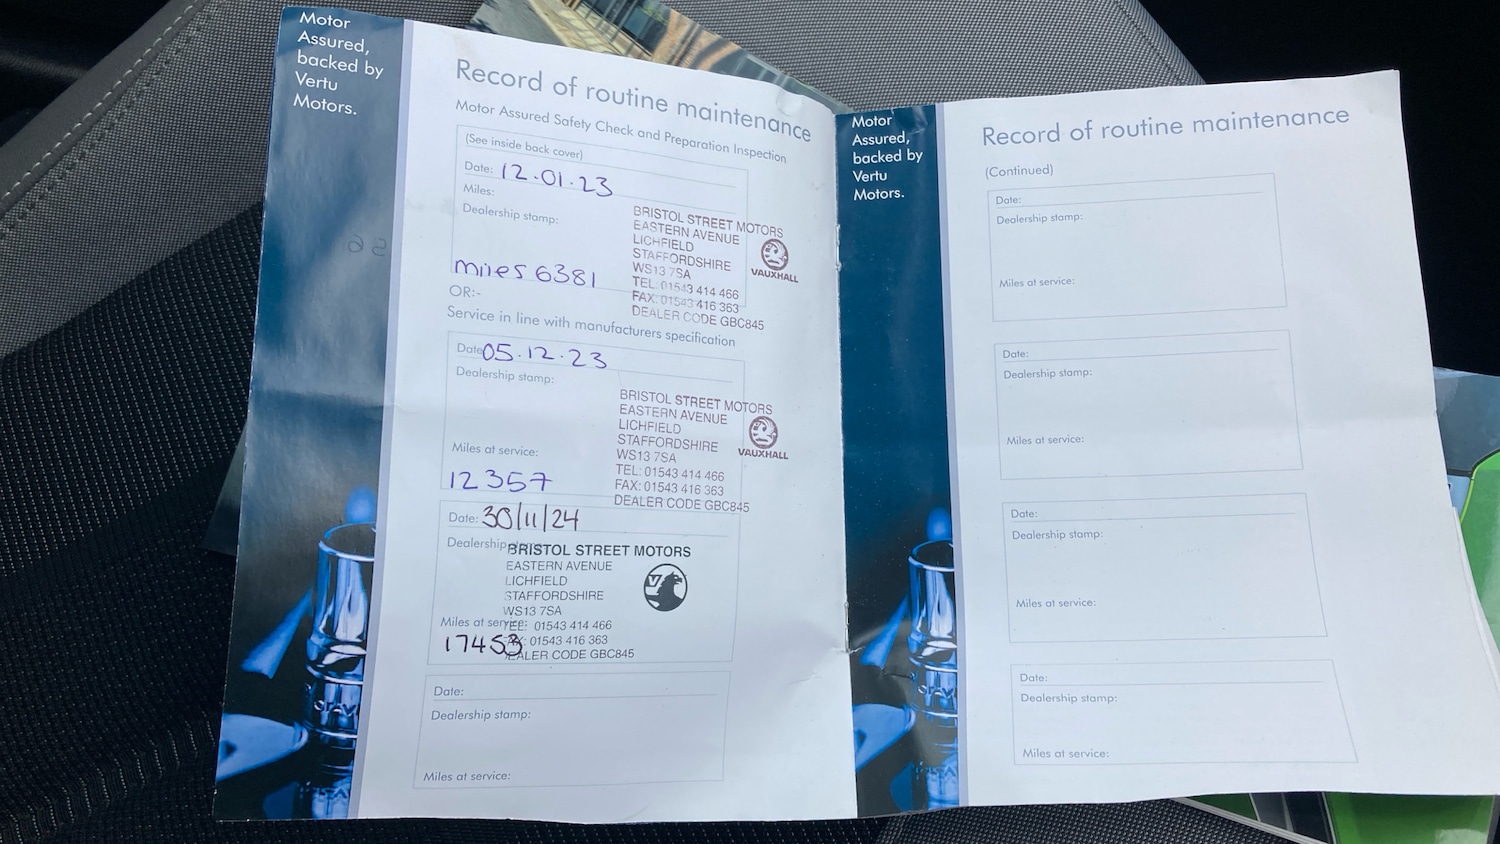 Motor
Assured,
backed by
Vertu
Motors.
Record of routine maintenance
Motor Assured Safety Check and Preparation Inspection
(See inside back cover)
Date: 12.01.23
Miles:
Dealership stamp:
BRISTOL STREET MOTORS
EASTERN AVENUE
LICHFIELD
STAFFORDSHIRE
WS13 7SA
TEL: 01543 414 466
FAX: 01543 416 363
DEALER CODE GBC845
VAUXHALL
miles 6381
OR:-
Service in line with manufacturers specification
Date 05.12.23
Dealership stamp:
BRISTOL STREET MOTORS
EASTERN AVENUE
LICHFIELD
STAFFORDSHIRE
WS13 7SA
TEL: 01543 414 466
FAX: 01543 416 363
DEALER CODE GBC845
VAUXHALL
Miles at service:
12357
Date: 30/11/24
Dealership stamp:
BRISTOL STREET MOTORS
EASTERN AVENUE
LICHFIELD
STAFFORDSHIRE
WS13 7SA
TEL: 01543 414 466
FAX: 01543 416 363
DEALER CODE GBC845
Miles at service:
17453
Date:
Dealership stamp:
Miles at service:
Motor
Assured,
backed by
Vertu
Motors.
Record of routine maintenance
(Continued)
Date:
Dealership stamp:
Miles at service:
Date:
Dealership stamp:
Miles at service:
Date:
Dealership stamp:
Miles at service:
Date:
Dealership stamp:
Miles at service: